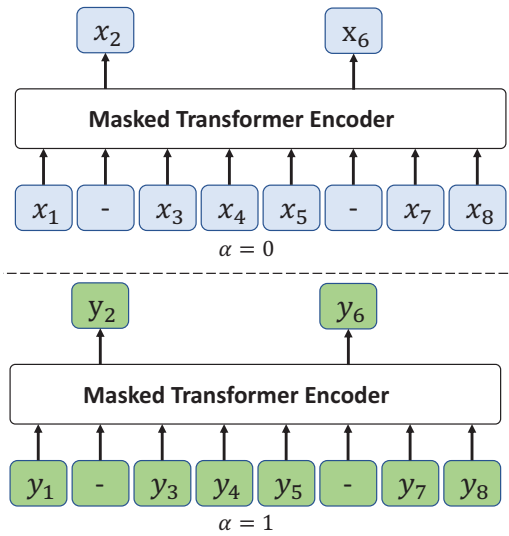 x₂ x₆
Masked Transformer Encoder
x₁ - x₃ x₄ x₅ - x₇ x₈
α = 0
y₂ y₆
Masked Transformer Encoder
y₁ - y₃ y₄ y₅ - y₇ y₈
α = 1